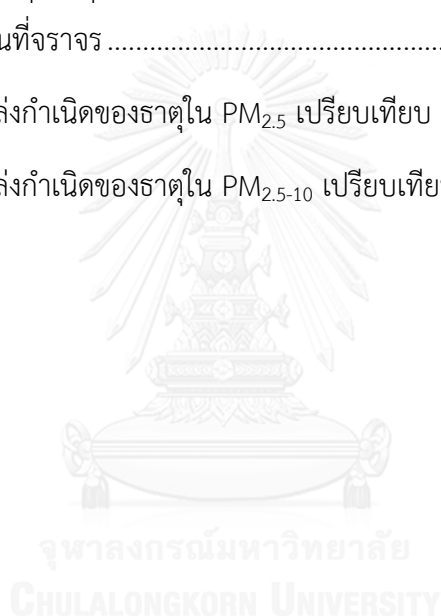 นที่จราจร ................................................
ล่งกำเนิดของธาตุใน PM2.5 เปรียบเทียบ
ล่งกำเนิดของธาตุใน PM2.5-10 เปรียบเทีย
จุฬาลงกรณ์มหาวิทยาลัย
CHULALONGKORN UNIVERSITY